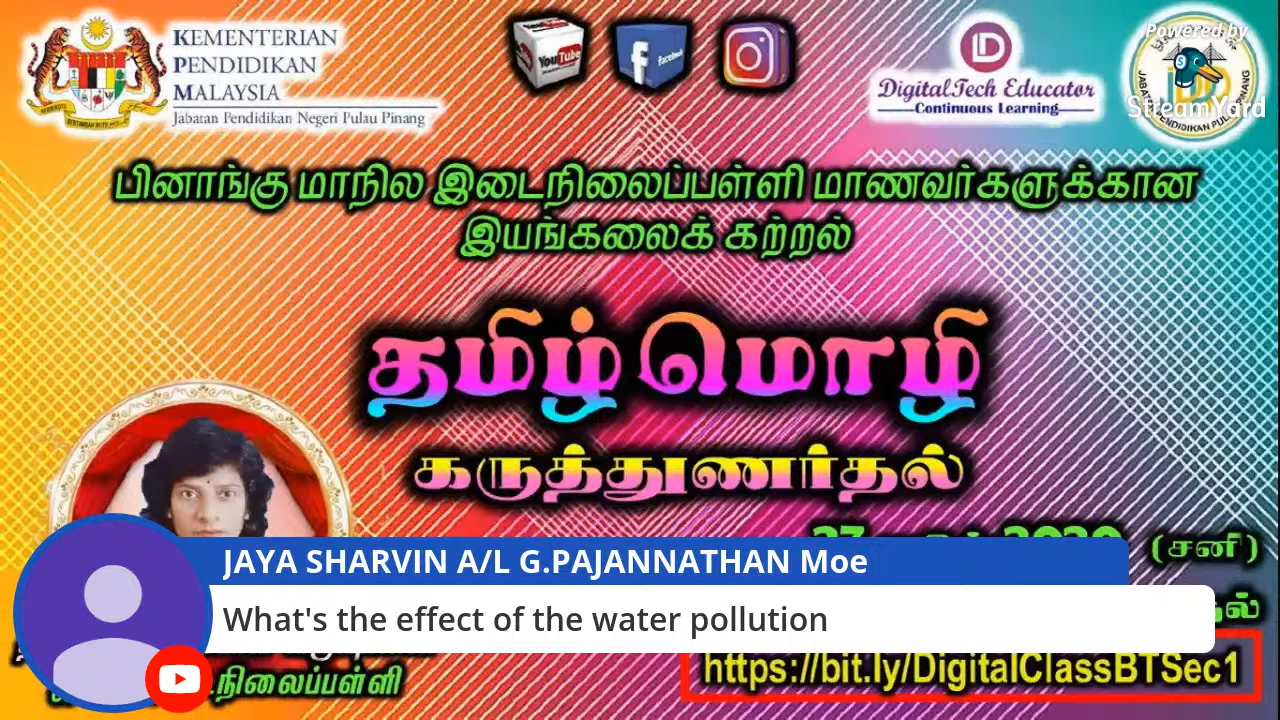 KEMENTERIAN
PENDIDIKAN
MALAYSIA
Jabatan Pendidikan Negeri Pulau Pinang
YouTube
facebook
DigitalTech Educator
Continuous Learning
Powered by
StreamYard
பினாங்கு மாநில இடைநிலைப்பள்ளி மாணவர்களுக்கான
இயங்கலைக் கற்றல்
தமிழ்மொழி
கருத்துணர்தல்
(சனி)
JAYA SHARVIN A/L G.PAJANNATHAN Moe
What's the effect of the water pollution
https://bit.ly/DigitalClassBTSec1